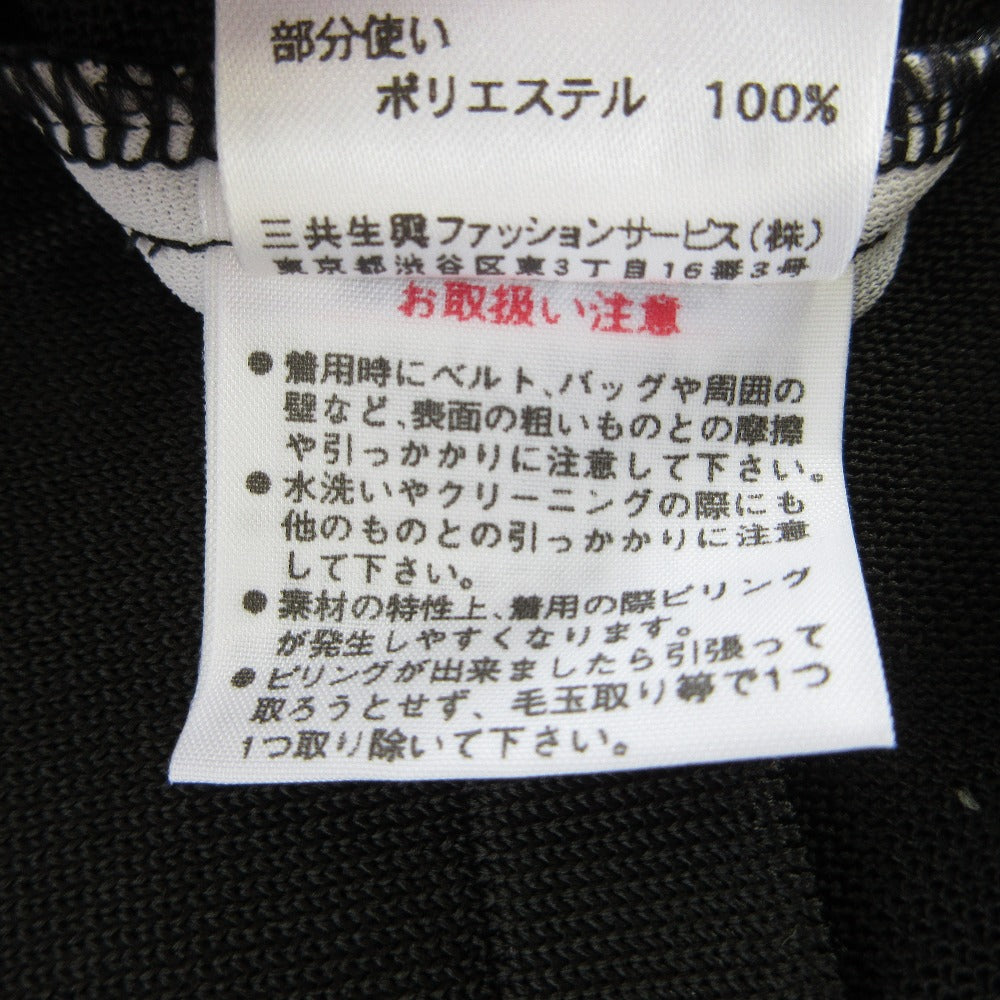 部分使い
ポリエステル 100%
三共生興ファッションサービス(株)
東京都渋谷区東3丁目16番3号
お取扱い注意
●着用時にベルト、バッグや周囲の
壁など、表面の粗いものとの摩擦
や引っかかりに注意して下さい。
●水洗いやクリーニングの際にも
他のものとの引っかかりに注意
して下さい。
●素材の特性上、着用の際ピリング
が発生しやすくなります。
●ピリングが出来ましたら引張って
取ろうとせず、毛玉取り等で1つ
1つ取り除いて下さい。